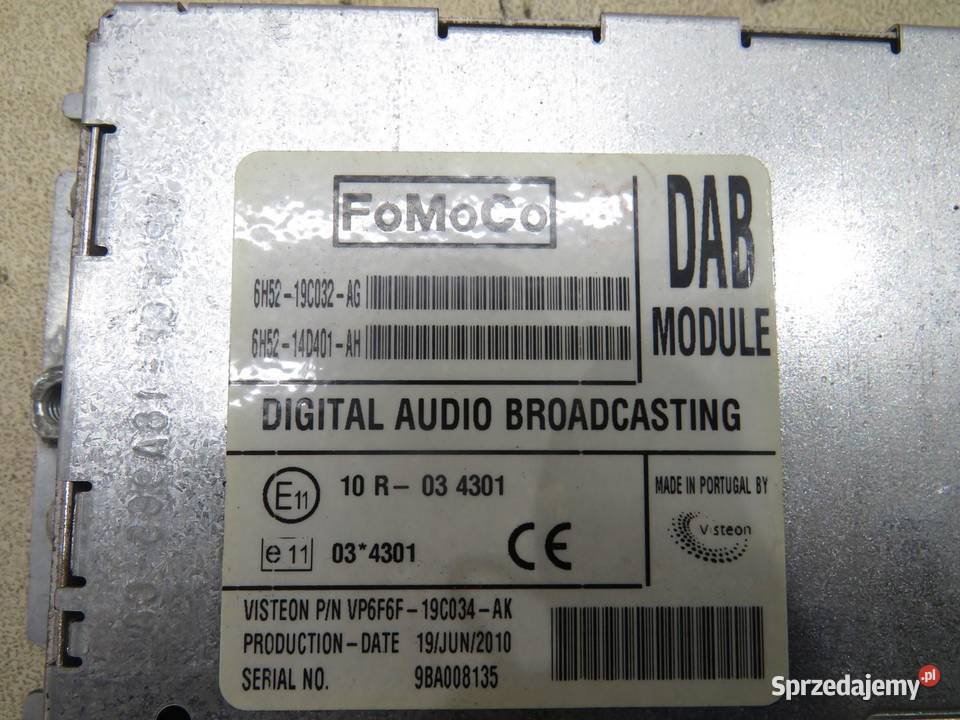 FoMoCo
DAB
MODULE
6H52-19C032-AG
6H52-14D401-AH
DIGITAL AUDIO BROADCASTING
E11 10 R-03 4301
e 11 03*4301
CE
MADE IN PORTUGAL BY
Visteon
VISTEON P/N VP6F6F-19C034-AK
PRODUCTION-DATE 19/JUN/2010
SERIAL NO. 9BA008135
Sprzedajemy.pl